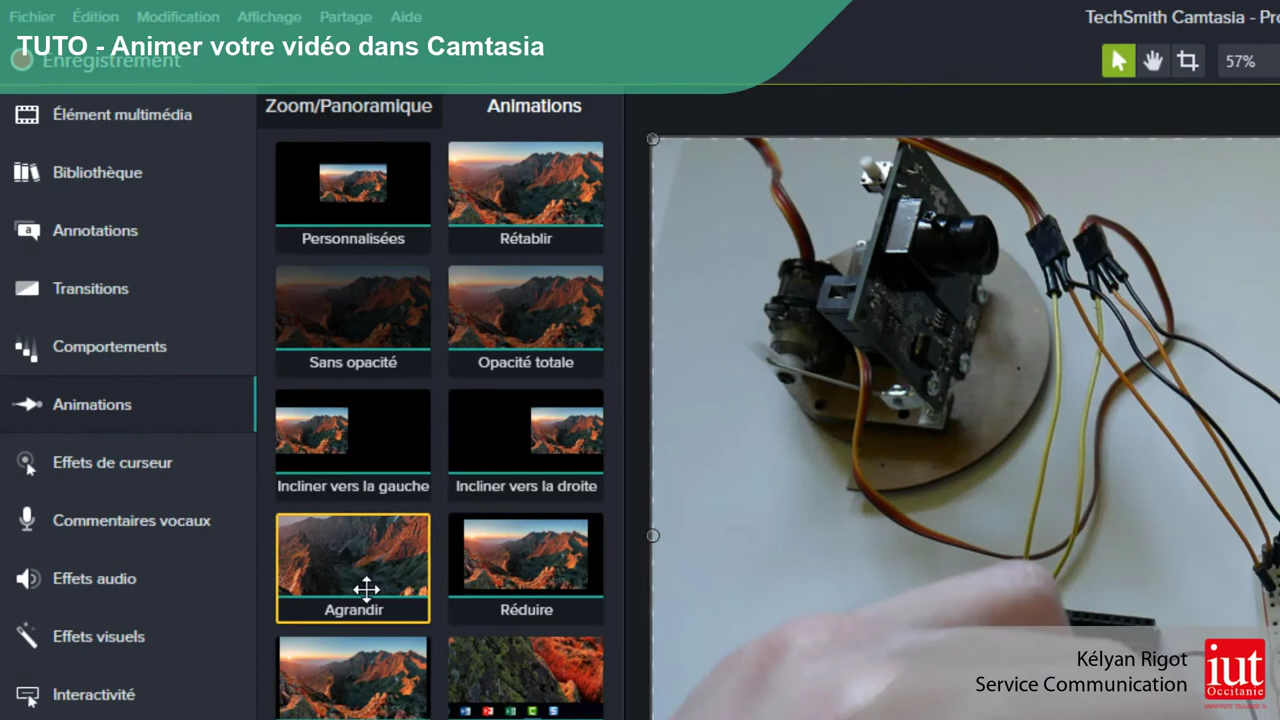 Fichier Édition Modification Affichage Partage Aide
TechSmith Camtasia - Pro
TUTO - Animer votre vidéo dans Camtasia
Enregistrement
57%
Zoom/Panoramique
Animations
Élément multimédia
Bibliothèque
Annotations
Transitions
Comportements
Animations
Effets de curseur
Commentaires vocaux
Effets audio
Effets visuels
Interactivité
Personnalisées
Rétablir
Sans opacité
Opacité totale
Incliner vers la gauche
Incliner vers la droite
Agrandir
Réduire
Kélyan Rigot
Service Communication
iut
Occitanie